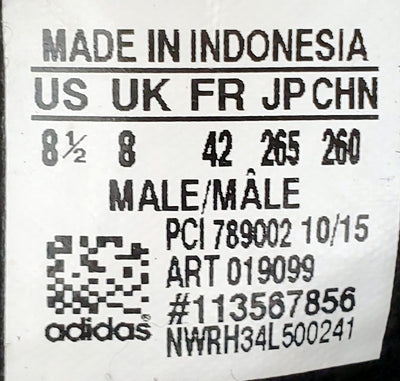 MADE IN INDONESIA
US UK FR JP CHN
8½ 8 42 265 260
MALE/MÂLE
PCI 789002 10/15
ART 019099
#113567856
adidas NWRH34L500241